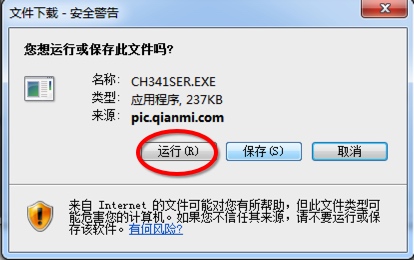 文件下载 - 安全警告
您想运行或保存此文件吗?
名称: CH341SER.EXE
类型: 应用程序, 237KB
来源: pic.qianmi.com
运行(R) 保存(S) 取消
来自 Internet 的文件可能对您有所帮助，但此文件类型可
能危害您的计算机。如果您不信任其来源，请不要运行或保
存该软件。有何风险?